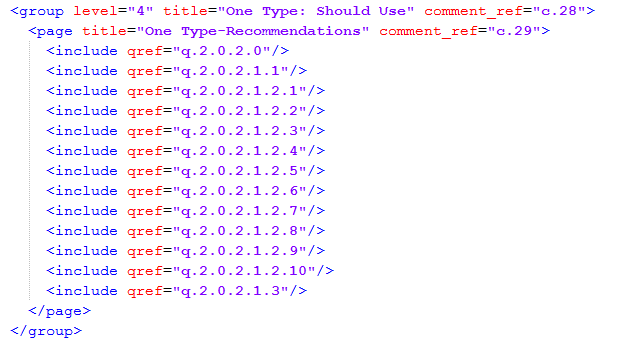 <group level="4" title="One Type: Should Use" comment_ref="c.28">
<page title="One Type-Recommendations" comment_ref="c.29">
<include qref="q.2.0.2.0"/>
<include qref="q.2.0.2.1.1"/>
<include qref="q.2.0.2.1.2.1"/>
<include qref="q.2.0.2.1.2.2"/>
<include qref="q.2.0.2.1.2.3"/>
<include qref="q.2.0.2.1.2.4"/>
<include qref="q.2.0.2.1.2.5"/>
<include qref="q.2.0.2.1.2.6"/>
<include qref="q.2.0.2.1.2.7"/>
<include qref="q.2.0.2.1.2.8"/>
<include qref="q.2.0.2.1.2.9"/>
<include qref="q.2.0.2.1.2.10"/>
<include qref="q.2.0.2.1.3"/>
</page>
</group>